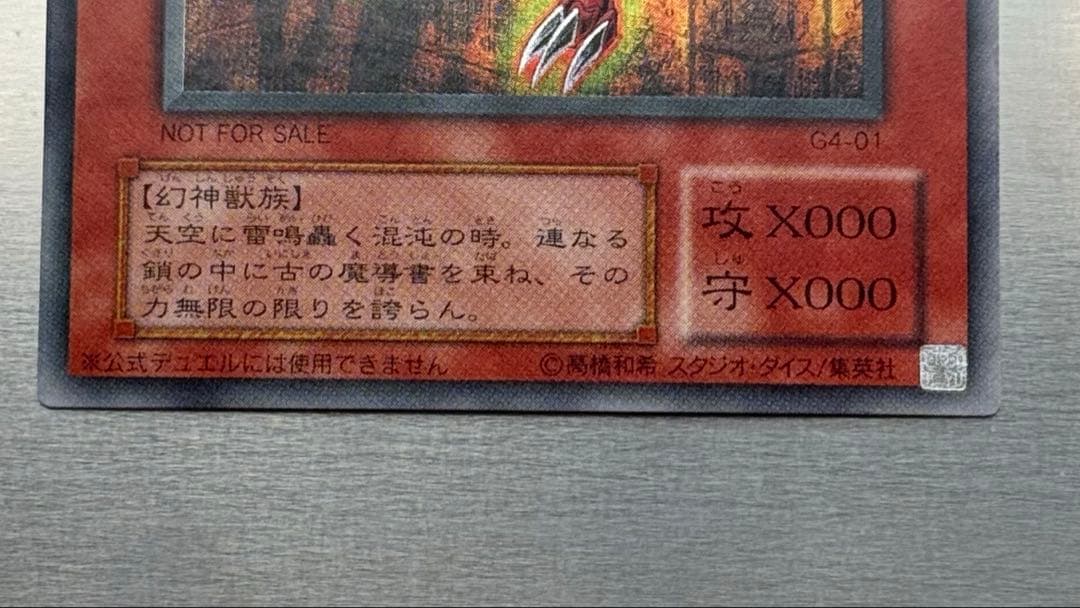 NOT FOR SALE
G4-01
【幻神獣族】
天空に雷鳴轟く混沌の時。連なる
鎖の中に古の魔導書を束ね、その
力無限の限りを誇らん。
こう
攻 X000
しゅ
守 X000
※公式デュエルには使用できません
©高橋和希 スタジオ・ダイス/集英社